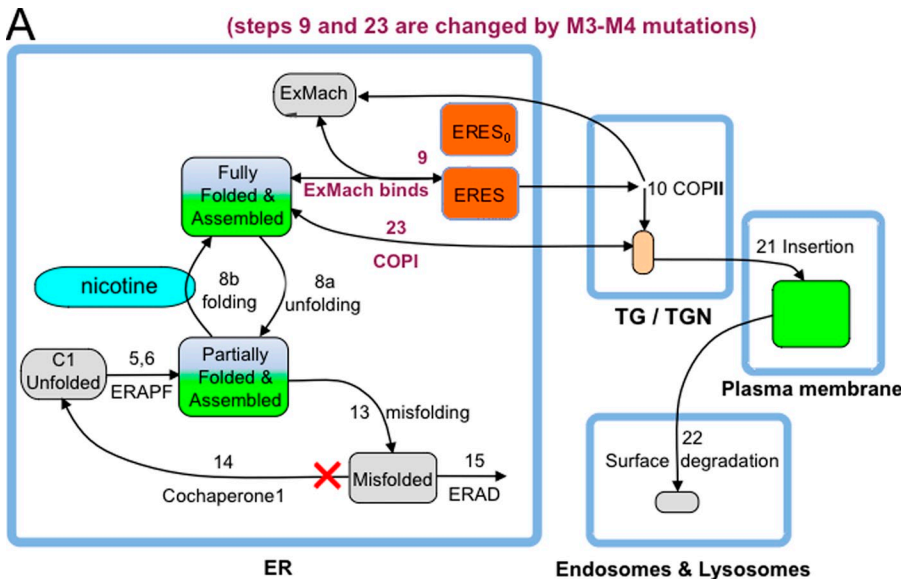 A
(steps 9 and 23 are changed by M3-M4 mutations)
ExMach
ERES0
9
ExMach binds
ERES
Fully
Folded &
Assembled
10 COPII
23
COPI
21 Insertion
nicotine
8b
folding
8a
unfolding
TG / TGN
C1
Unfolded
5,6
ERAPF
Partially
Folded &
Assembled
Plasma membrane
13 misfolding
22
Surface degradation
14
Cochaperone1
Misfolded
15
ERAD
ER
Endosomes & Lysosomes